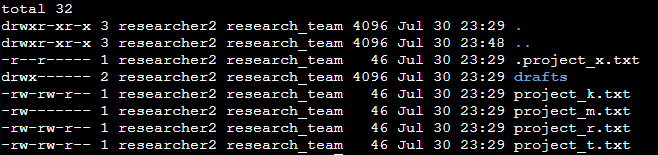 total 32
drwxr-xr-x 3 researcher2 research_team 4096 Jul 30 23:29 .
drwxr-xr-x 3 researcher2 research_team 4096 Jul 30 23:48 ..
-r--r----- 1 researcher2 research_team   46 Jul 30 23:29 .project_x.txt
drwx------ 2 researcher2 research_team 4096 Jul 30 23:29 drafts
-rw-rw-r-- 1 researcher2 research_team   46 Jul 30 23:29 project_k.txt
-rw------- 1 researcher2 research_team   46 Jul 30 23:29 project_m.txt
-rw-rw-r-- 1 researcher2 research_team   46 Jul 30 23:29 project_r.txt
-rw-rw-r-- 1 researcher2 research_team   46 Jul 30 23:29 project_t.txt